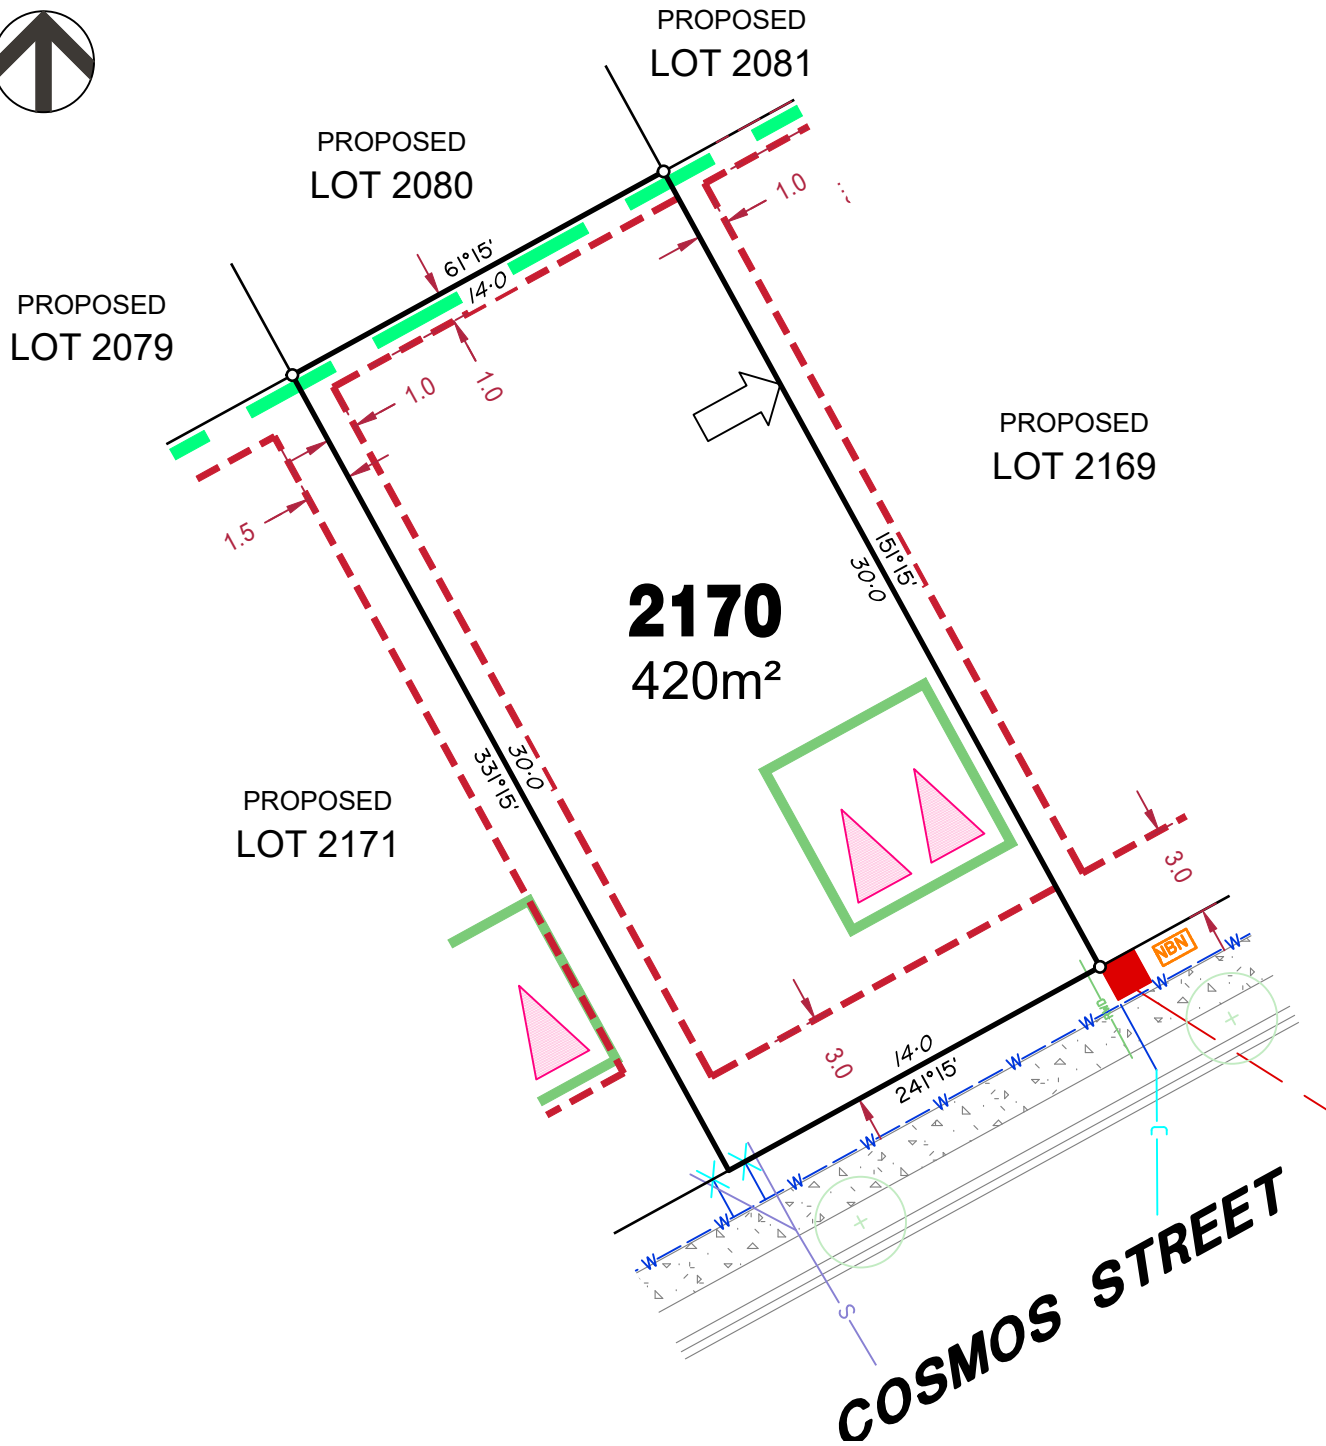 PROPOSED
LOT 2081
PROPOSED
LOT 2080
PROPOSED
LOT 2079
61°15'
14·0
1.0
1.0
1.0
1.5
PROPOSED
LOT 2169
151°15'
30·0
2170
420m²
30·0
331°15'
PROPOSED
LOT 2171
3.0
3.0
14·0
241°15'
NBN
W
W
W
W
W
W
W
W
W
C
S
COSMOS STREET